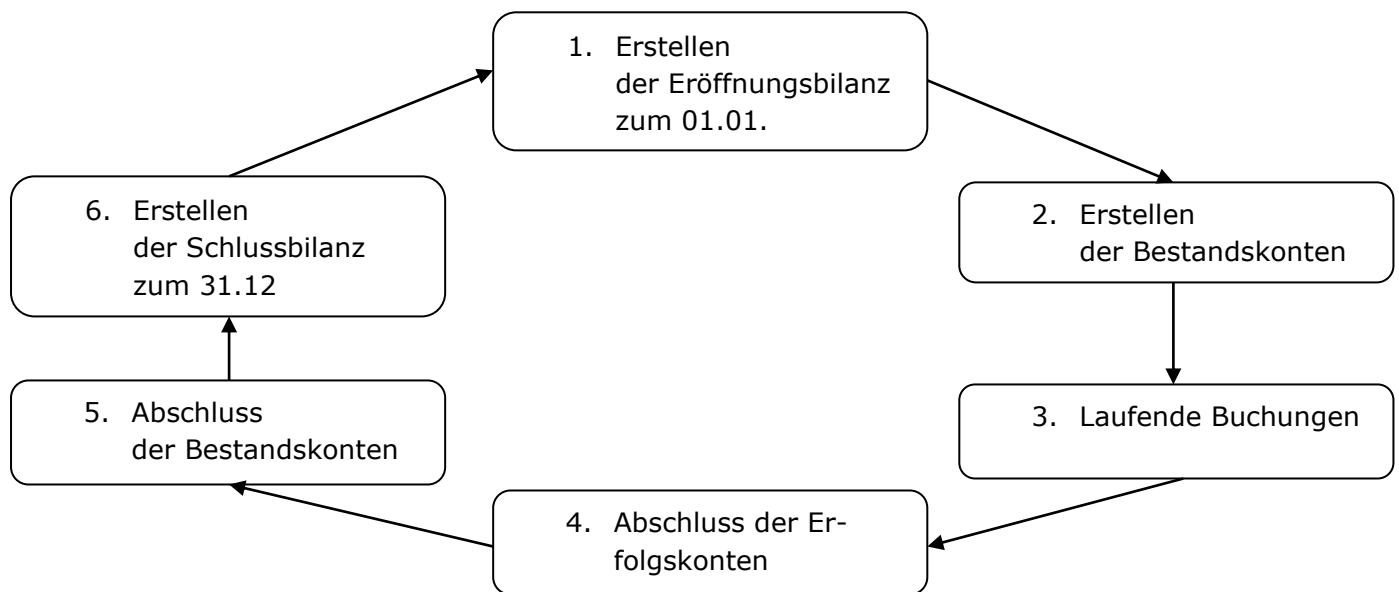 1. Erstellen
der Eröffnungsbilanz
zum 01.01.
2. Erstellen
der Bestandskonten
3. Laufende Buchungen
4. Abschluss der Er-
folgskonten
5. Abschluss
der Bestandskonten
6. Erstellen
der Schlussbilanz
zum 31.12